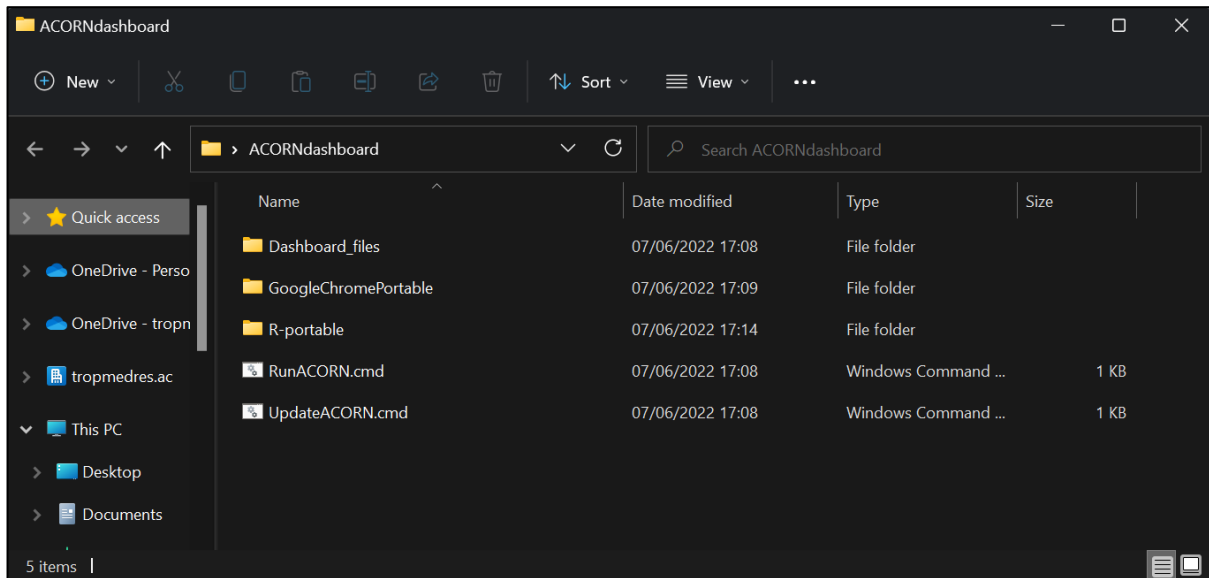 ACORNdashboard
New Sort View
ACORNdashboard Search ACORNdashboard
Name Date modified Type Size
Quick access
OneDrive - Perso
OneDrive - tropn
tropmedres.ac
This PC
Desktop
Documents
Dashboard_files 07/06/2022 17:08 File folder
GoogleChromePortable 07/06/2022 17:09 File folder
R-portable 07/06/2022 17:14 File folder
RunACORN.cmd 07/06/2022 17:08 Windows Command ... 1 KB
UpdateACORN.cmd 07/06/2022 17:08 Windows Command ... 1 KB
5 items